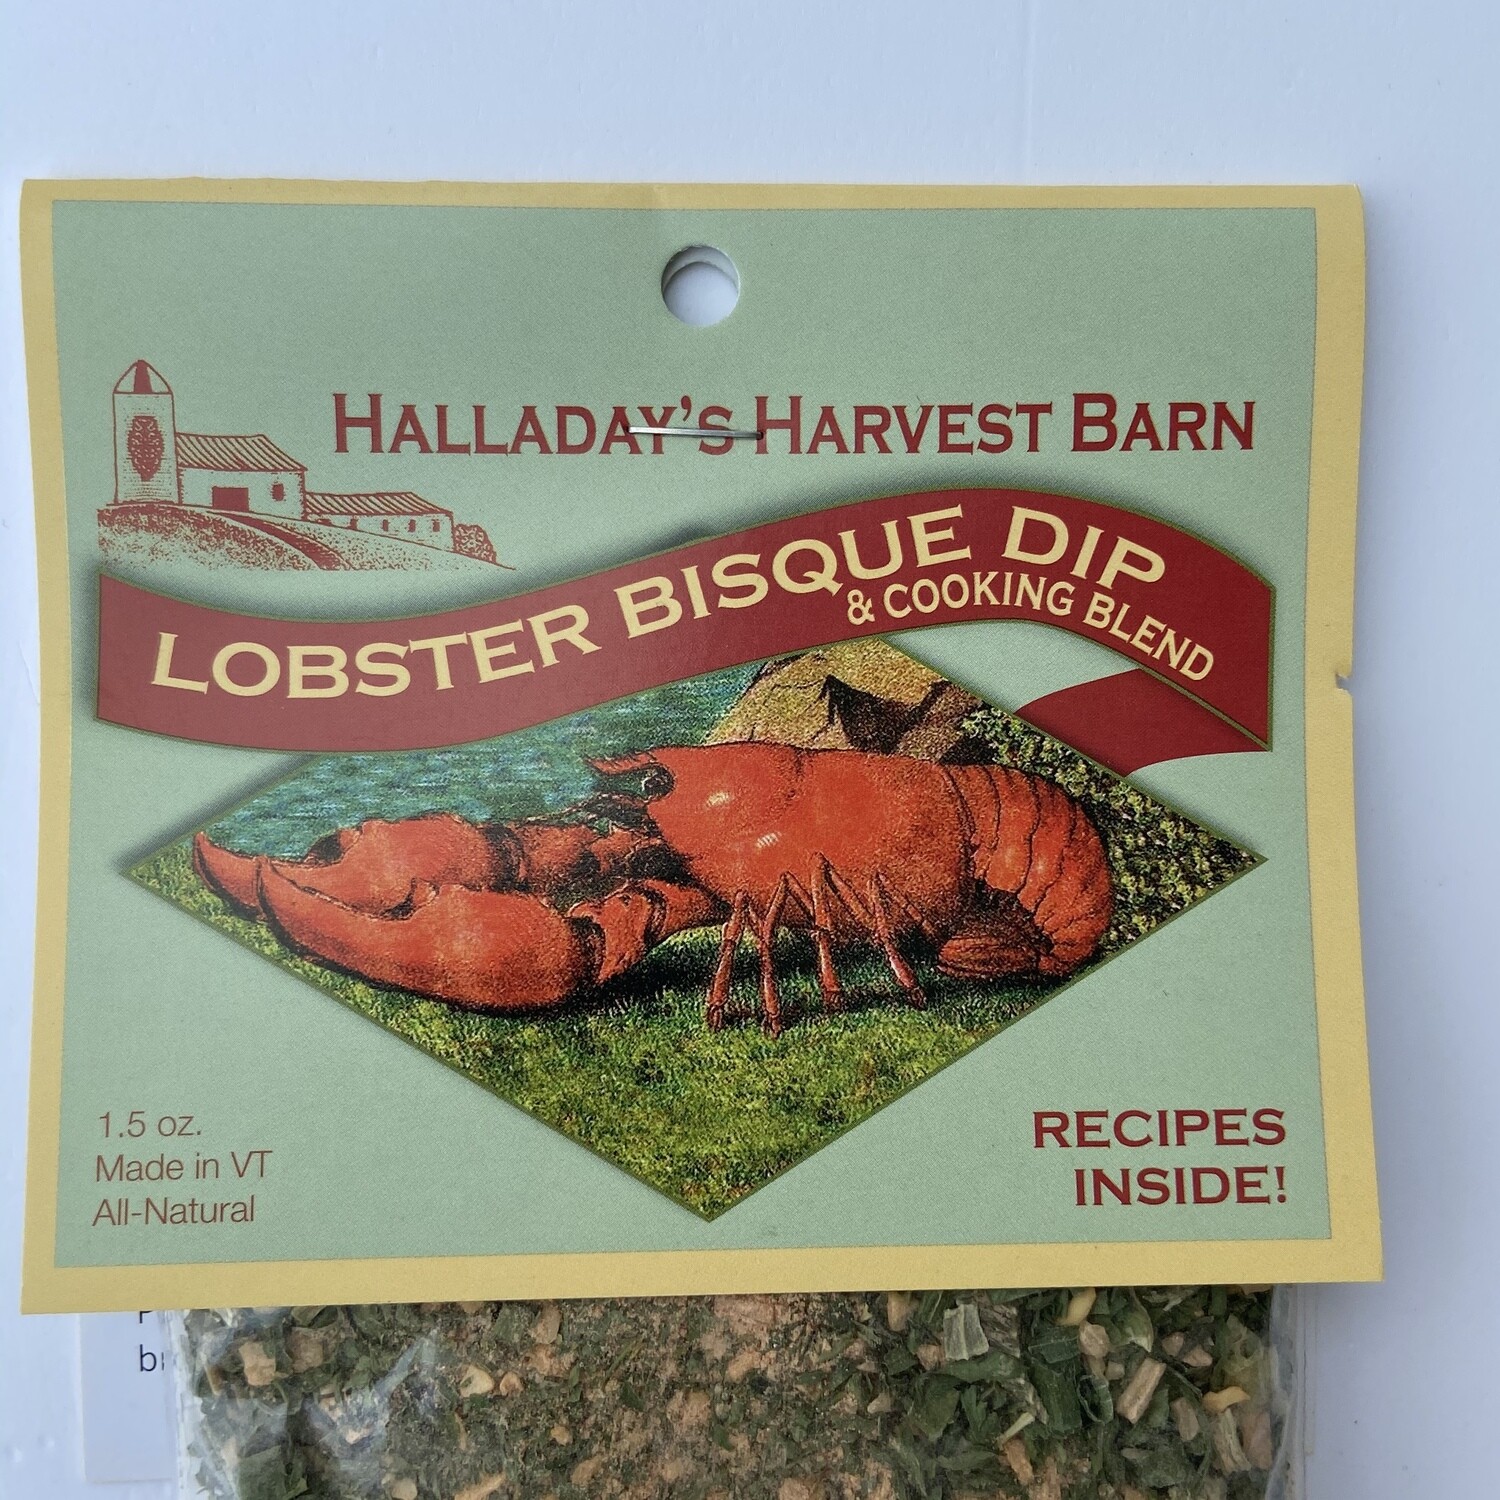 HALLADAY'S HARVEST BARN
LOBSTER BISQUE DIP
& COOKING BLEND
1.5 oz.
Made in VT
All-Natural
RECIPES
INSIDE!